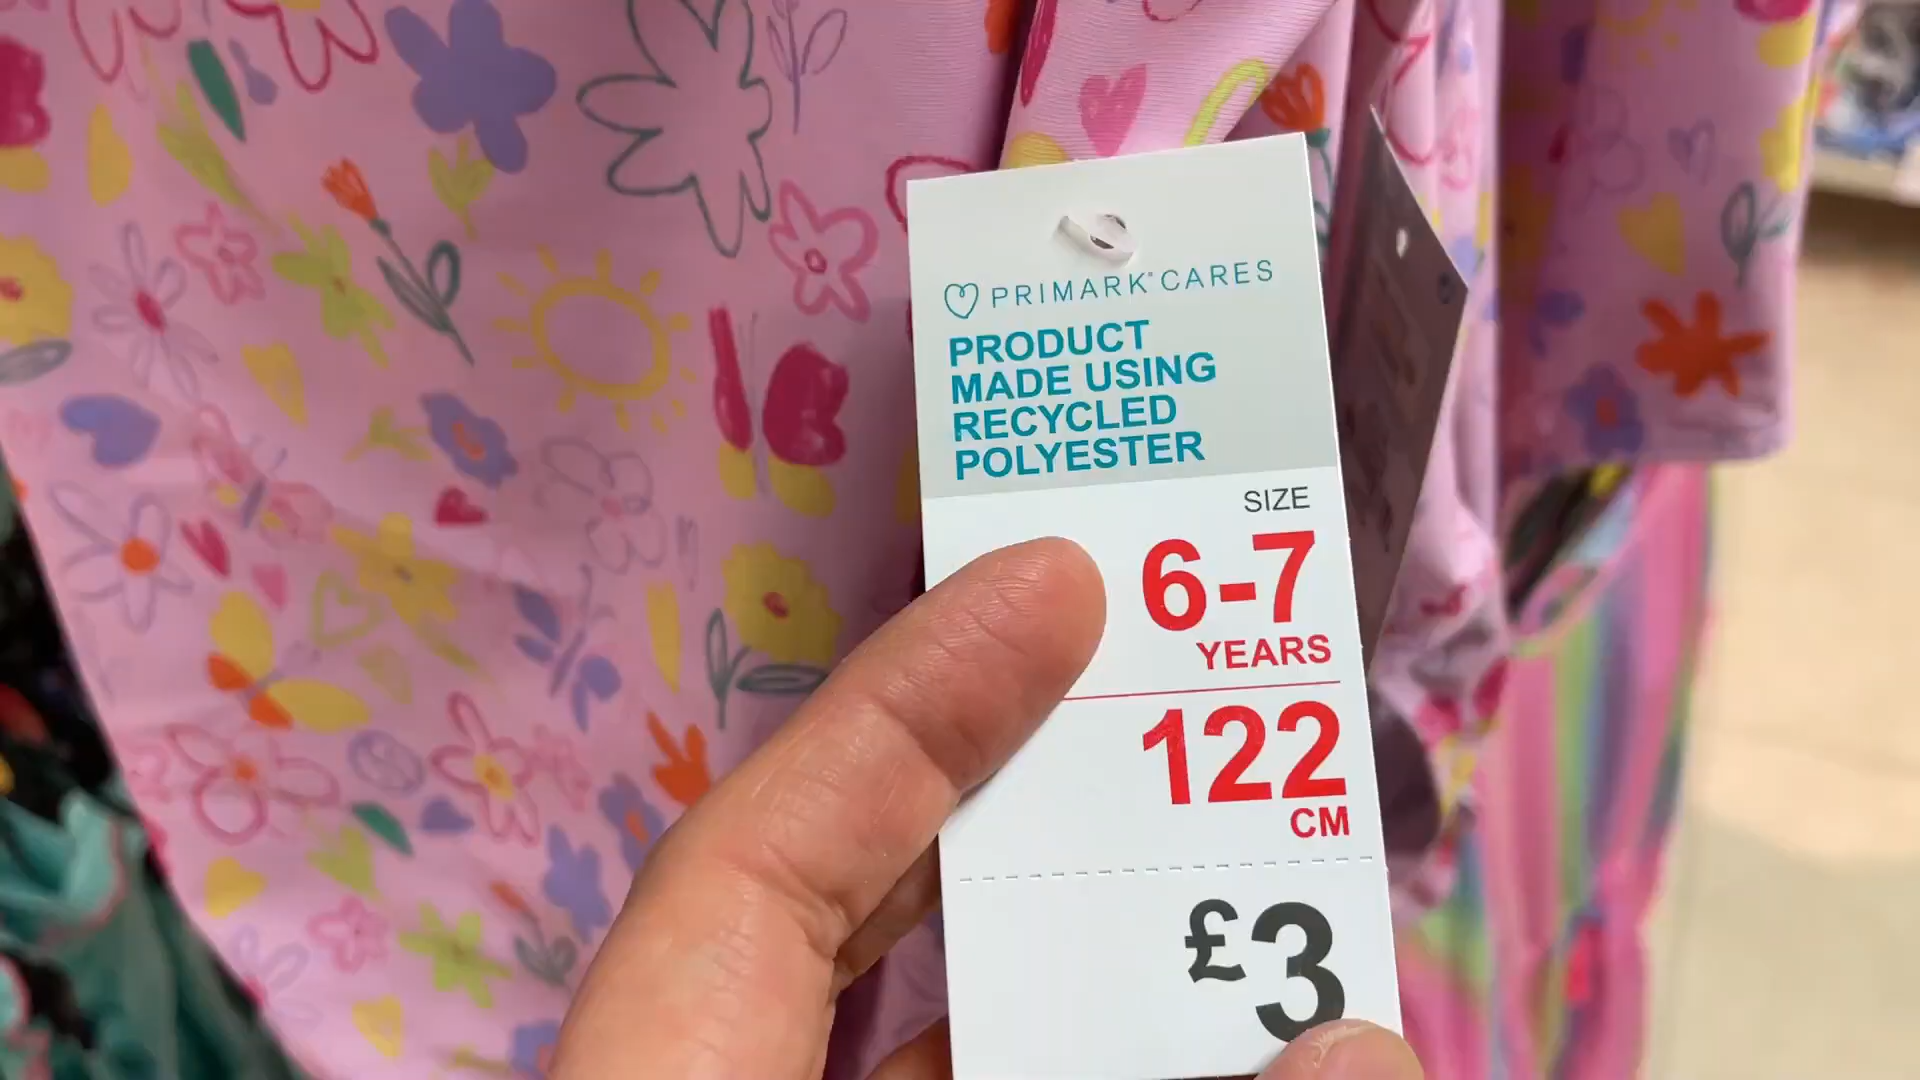 PRIMARK® CARES
PRODUCT
MADE USING
RECYCLED
POLYESTER
SIZE
6-7
YEARS
122
CM
£3